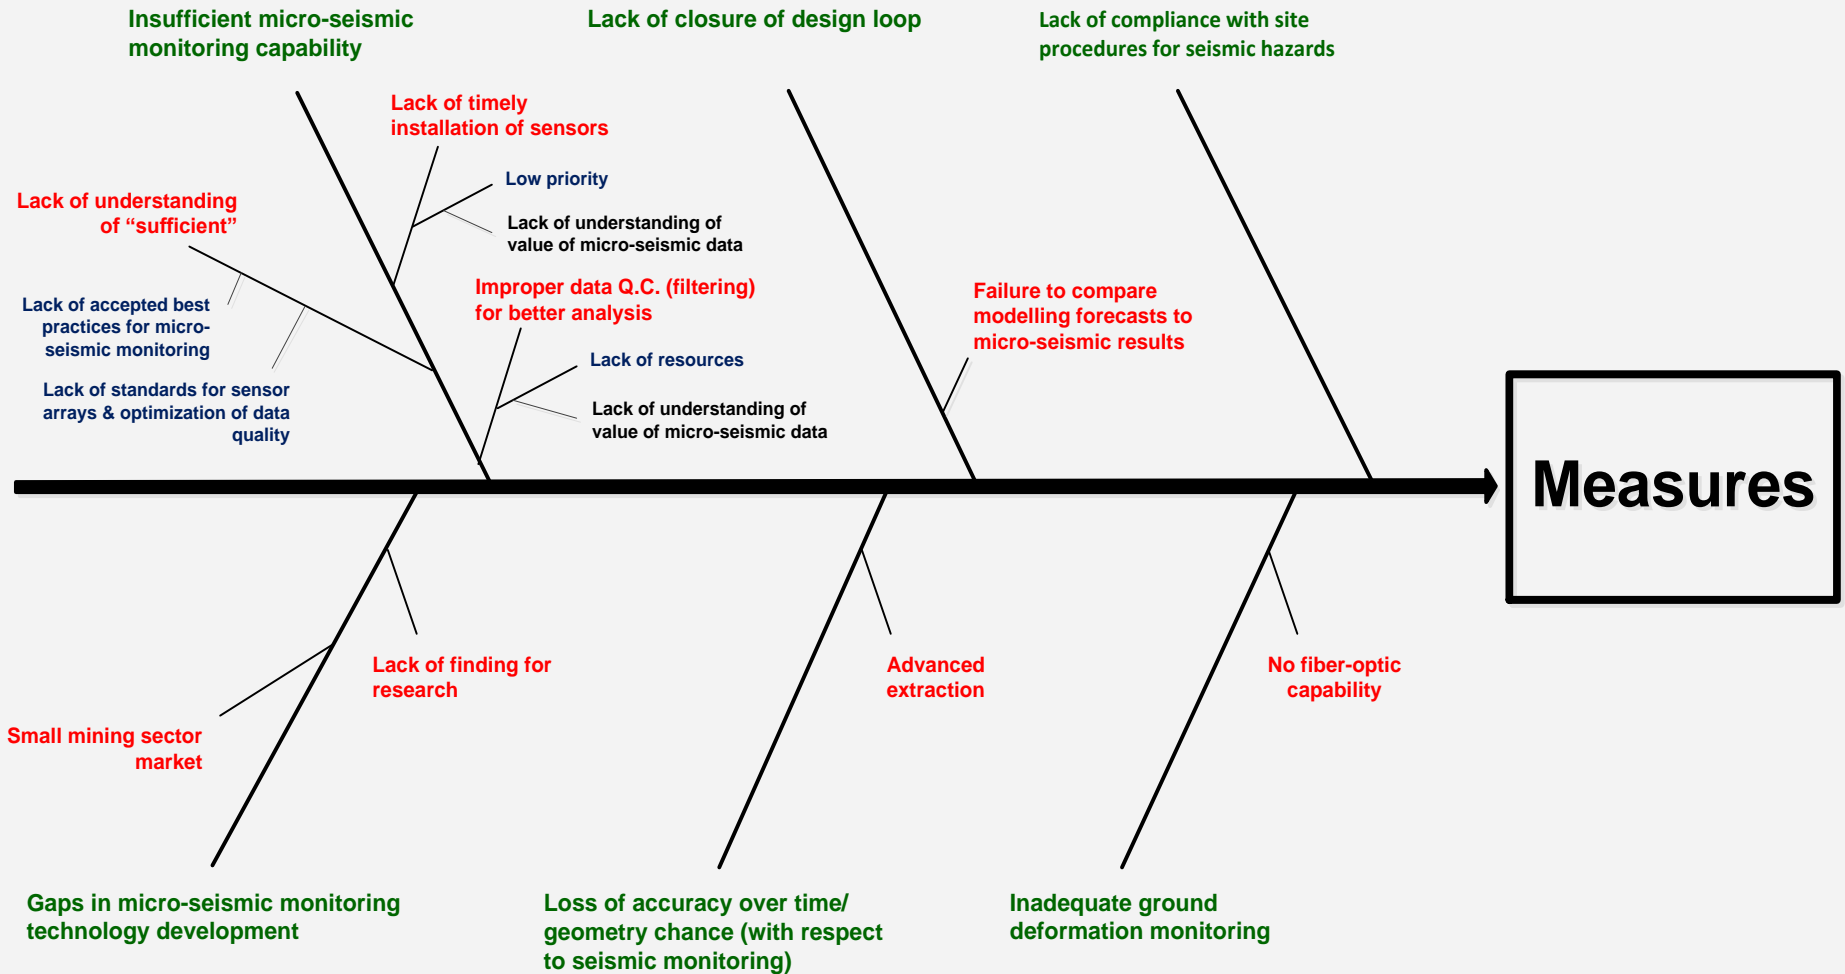 Insufficient micro-seismic
monitoring capability
Lack of closure of design loop
Lack of compliance with site
procedures for seismic hazards
Lack of timely
installation of sensors
Low priority
Lack of understanding of
value of micro-seismic data
Lack of understanding
of “sufficient”
Lack of accepted best
practices for micro-
seismic monitoring
Lack of standards for sensor
arrays & optimization of data
quality
Improper data Q.C. (filtering)
for better analysis
Lack of resources
Lack of understanding of
value of micro-seismic data
Failure to compare
modelling forecasts to
micro-seismic results
Measures
Lack of finding for
research
Small mining sector
market
Advanced
extraction
No fiber-optic
capability
Gaps in micro-seismic monitoring
technology development
Loss of accuracy over time/
geometry chance (with respect
to seismic monitoring)
Inadequate ground
deformation monitoring